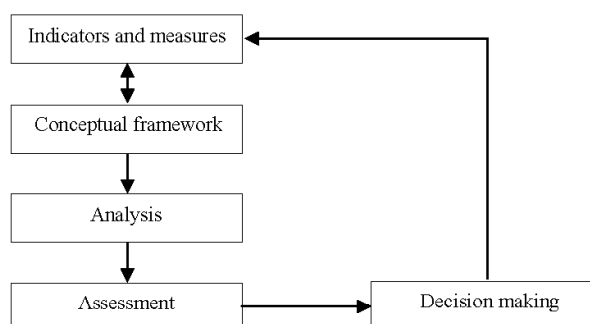 Indicators and measures
Conceptual framework
Analysis
Assessment
Decision making